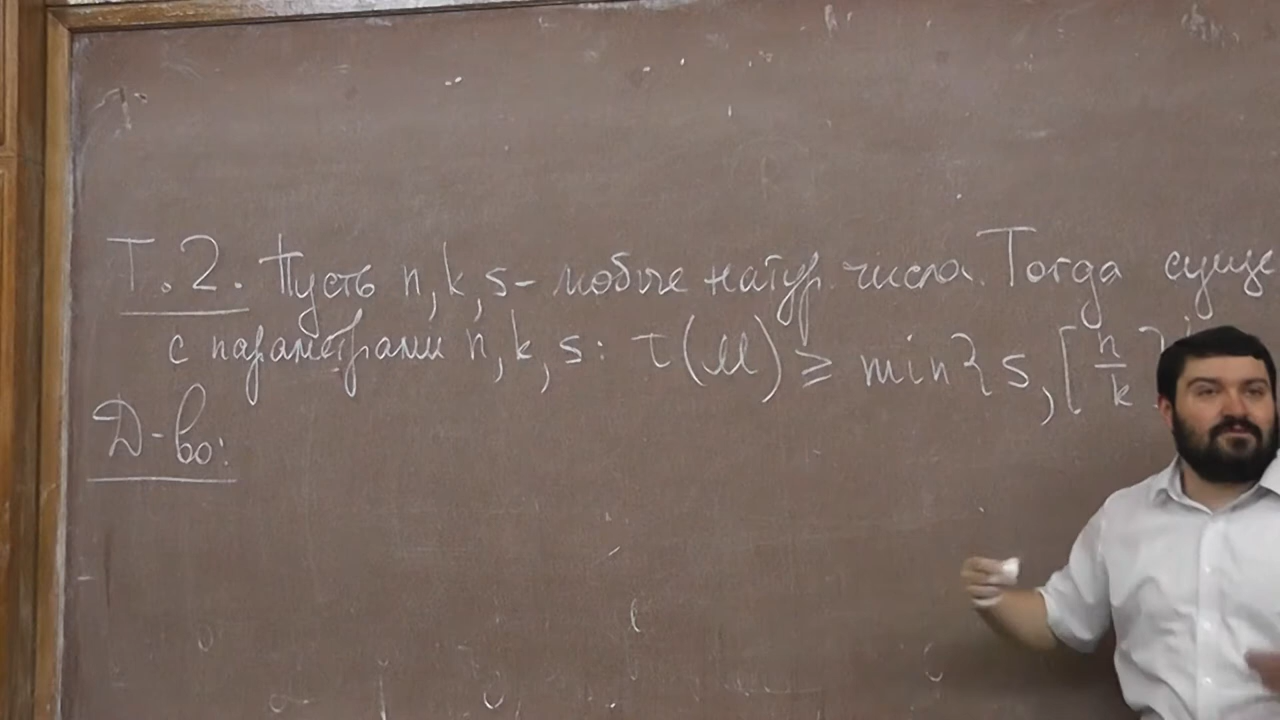 Т.2. Пусть n, k, s – любые натур. числа. Тогда суще
с параметрами n, k, s: τ(M) ≥ min{s, [n/k]
Д-во: